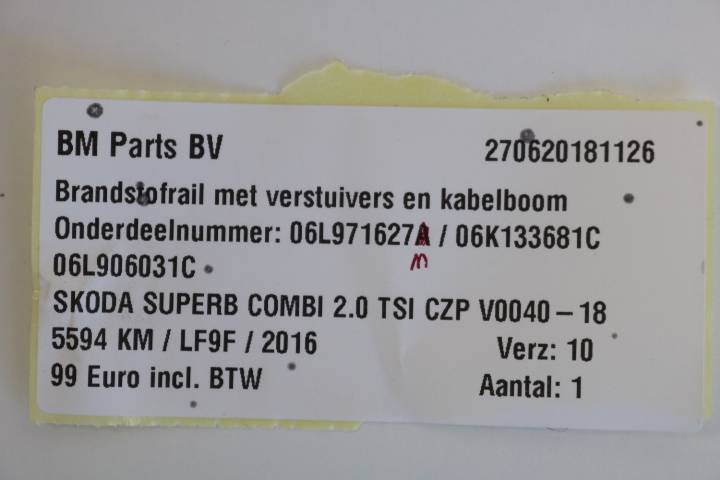 BM Parts BV 270620181126
Brandstofrail met verstuivers en kabelboom
Onderdeelnummer: 06L971627A / 06K133681C
m
06L906031C
SKODA SUPERB COMBI 2.0 TSI CZP V0040-18
5594 KM / LF9F / 2016 Verz: 10
99 Euro incl. BTW Aantal: 1